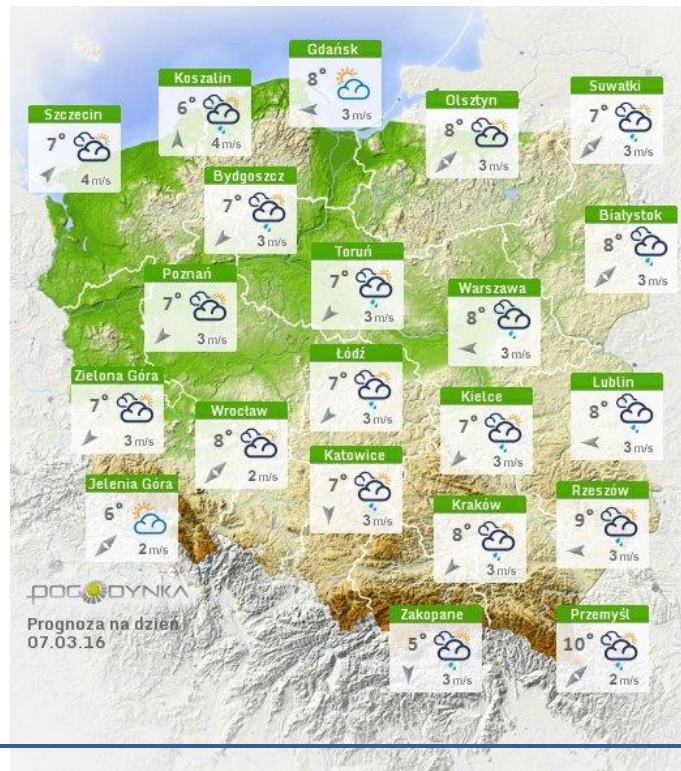 Gdańsk
8°
3 m/s
Koszalin
6°
4 m/s
Suwałki
7°
3 m/s
Olsztyn
8°
3 m/s
Szczecin
7°
4 m/s
Bydgoszcz
7°
3 m/s
Białystok
8°
3 m/s
Toruń
7°
3 m/s
Poznań
7°
3 m/s
Warszawa
8°
3 m/s
Łódź
7°
3 m/s
Zielona Góra
7°
3 m/s
Lublin
8°
3 m/s
Kielce
7°
3 m/s
Wrocław
8°
2 m/s
Katowice
7°
3 m/s
Jelenia Góra
6°
2 m/s
Rzeszów
9°
3 m/s
Kraków
8°
3 m/s
POGODYNKA
Prognoza na dzień
07.03.16
Zakopane
5°
3 m/s
Przemyśl
10°
2 m/s